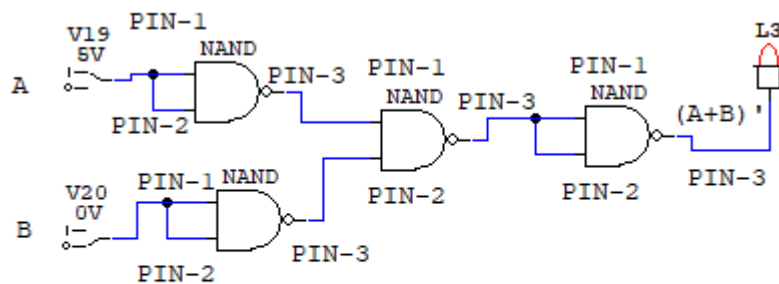 PIN-1
L3
V19
5V
NAND
PIN-1
PIN-1
A
PIN-3
NAND
PIN-3
NAND
(A+B)'
PIN-2
V20
0V
PIN-1
NAND
PIN-2
PIN-2
PIN-3
B
PIN-3
PIN-2